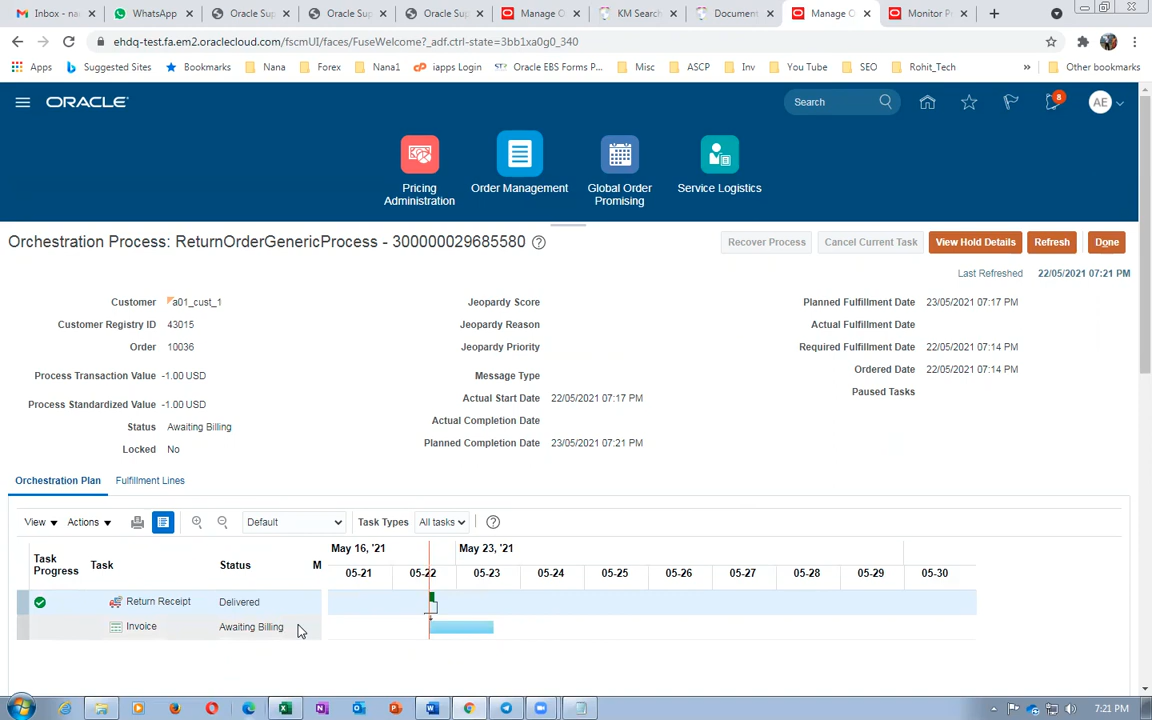 Inbox - nar
WhatsApp
Oracle Sup
Oracle Sup
Oracle Sup
Manage O
KM Search
Document
Manage O
Monitor P
ehdq-test.fa.em2.oraclecloud.com/fscmUI/faces/FuseWelcome?_adf.ctrl-state=3bb1xa0g0_340
Apps Suggested Sites Bookmarks Nana Forex Nana1 iapps Login Oracle EBS Forms P... Misc ASCP Inv You Tube SEO Rohit_Tech » Other bookmarks
ORACLE
Search
8
AE
Pricing Administration
Order Management
Global Order Promising
Service Logistics
Orchestration Process: ReturnOrderGenericProcess - 300000029685580
Recover Process Cancel Current Task View Hold Details Refresh Done
Last Refreshed 22/05/2021 07:21 PM
Customer a01_cust_1
Customer Registry ID 43015
Order 10036
Process Transaction Value -1.00 USD
Process Standardized Value -1.00 USD
Status Awaiting Billing
Locked No
Jeopardy Score
Jeopardy Reason
Jeopardy Priority
Message Type
Actual Start Date 22/05/2021 07:17 PM
Actual Completion Date
Planned Completion Date 23/05/2021 07:21 PM
Planned Fulfillment Date 23/05/2021 07:17 PM
Actual Fulfillment Date
Required Fulfillment Date 22/05/2021 07:14 PM
Ordered Date 22/05/2021 07:14 PM
Paused Tasks
Orchestration Plan Fulfillment Lines
View Actions Default Task Types All tasks
Task Progress Task Status M
May 16, '21 May 23, '21
05-21 05-22 05-23 05-24 05-25 05-26 05-27 05-28 05-29 05-30
Return Receipt Delivered
Invoice Awaiting Billing
7:21 PM